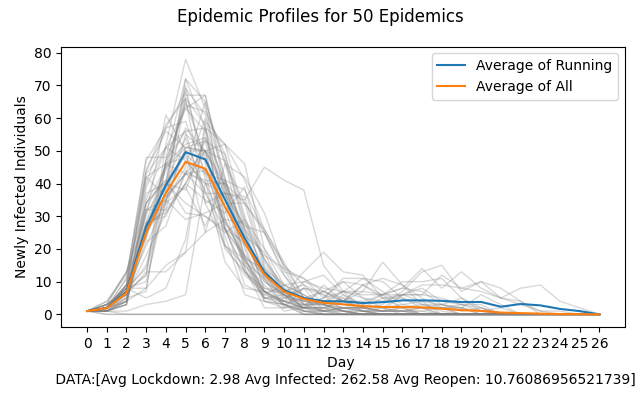 Epidemic Profiles for 50 Epidemics
Newly Infected Individuals
80
70
60
50
40
30
20
10
0
Average of Running
Average of All
0 1 2 3 4 5 6 7 8 9 10 11 12 13 14 15 16 17 18 19 20 21 22 23 24 25 26
Day
DATA:[Avg Lockdown: 2.98 Avg Infected: 262.58 Avg Reopen: 10.76086956521739]